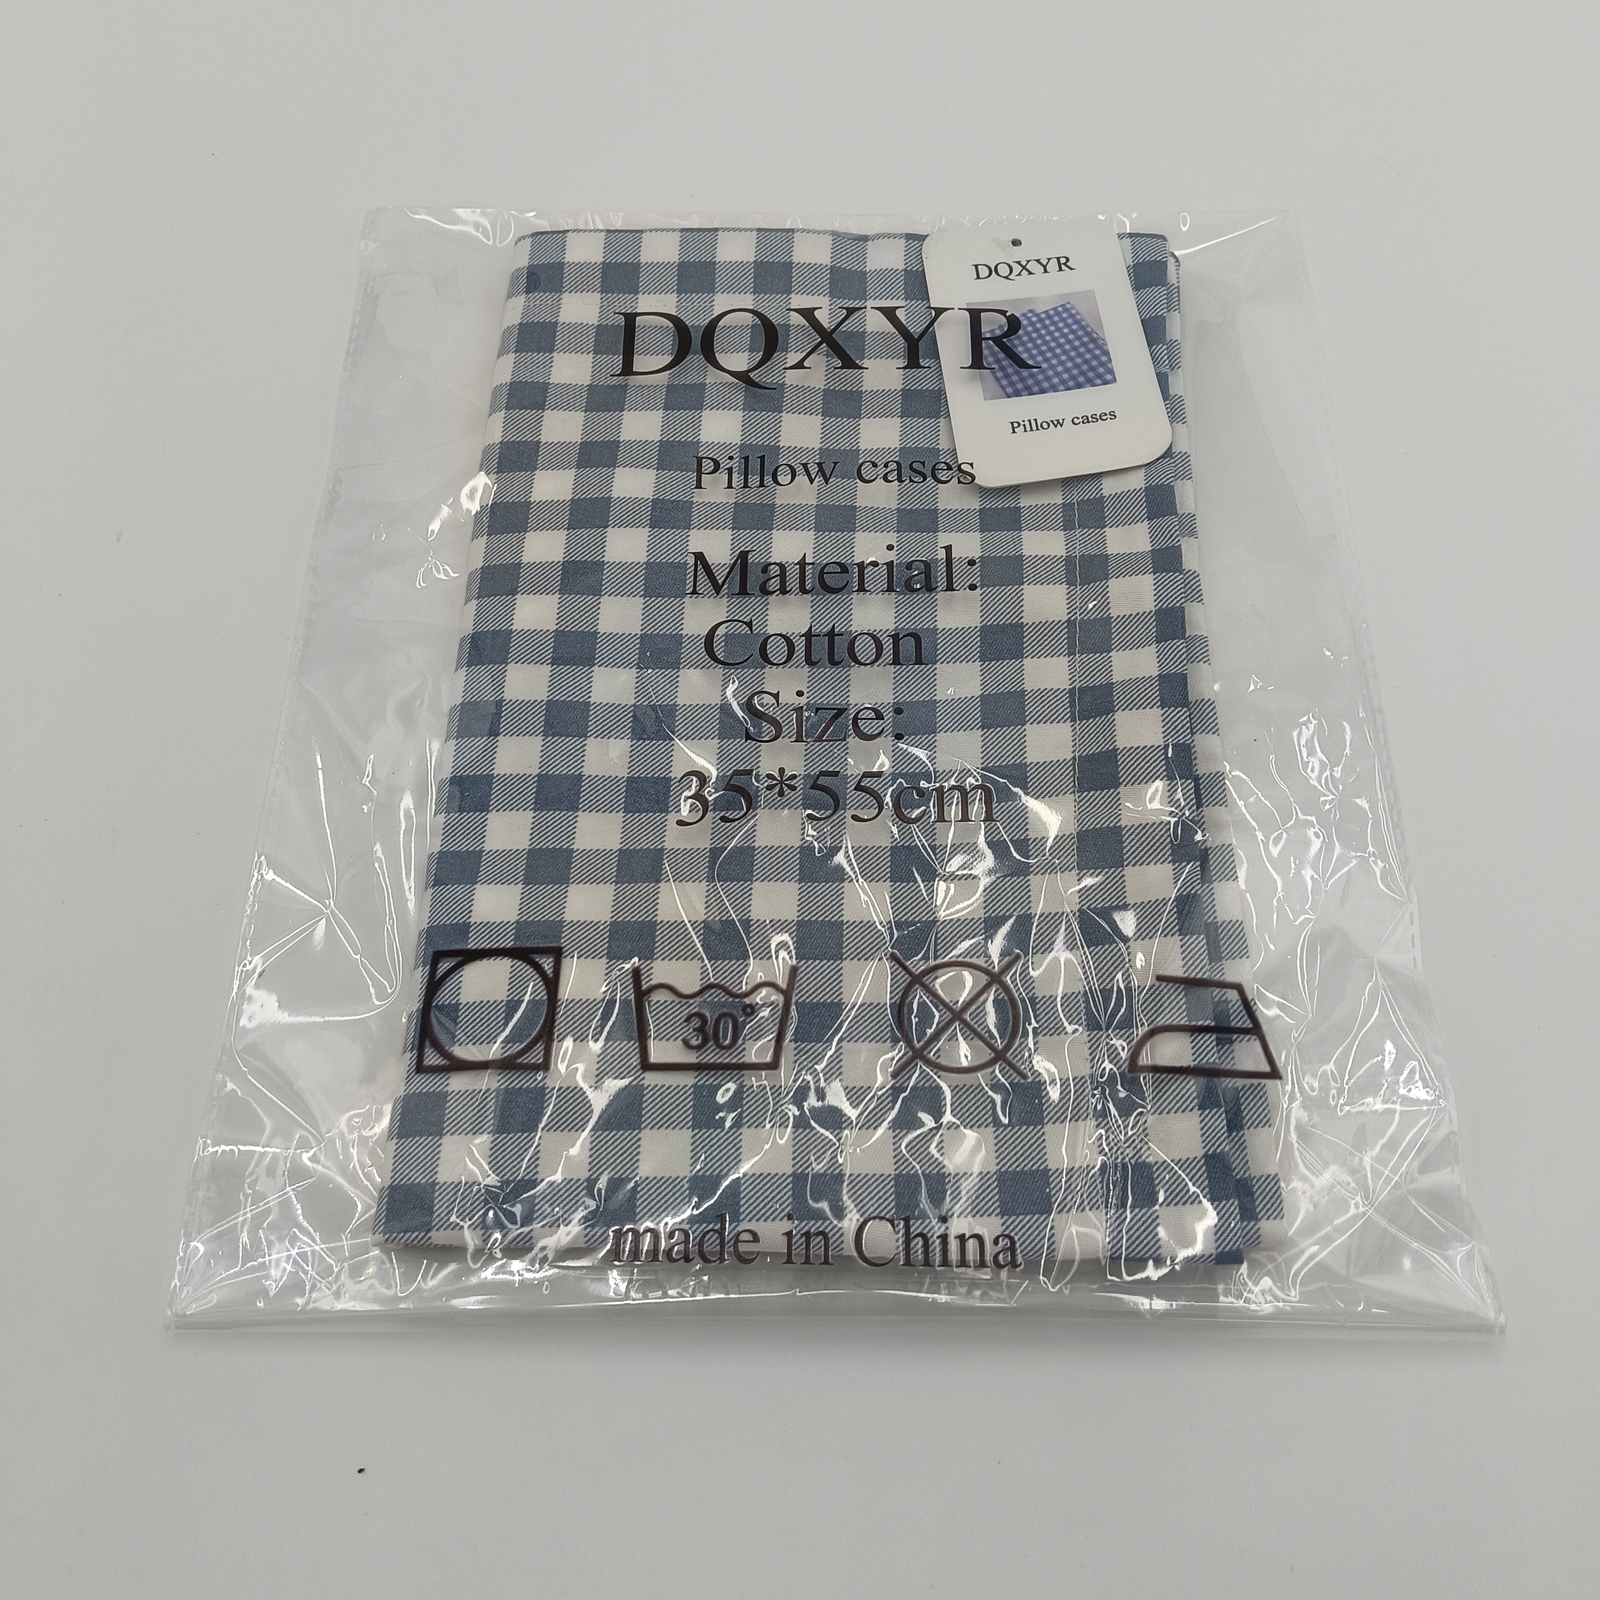 DQXYR
Pillow cases
DQXYR
Pillow cases
Material:
Cotton
Size:
35*55cm
30°
made in China